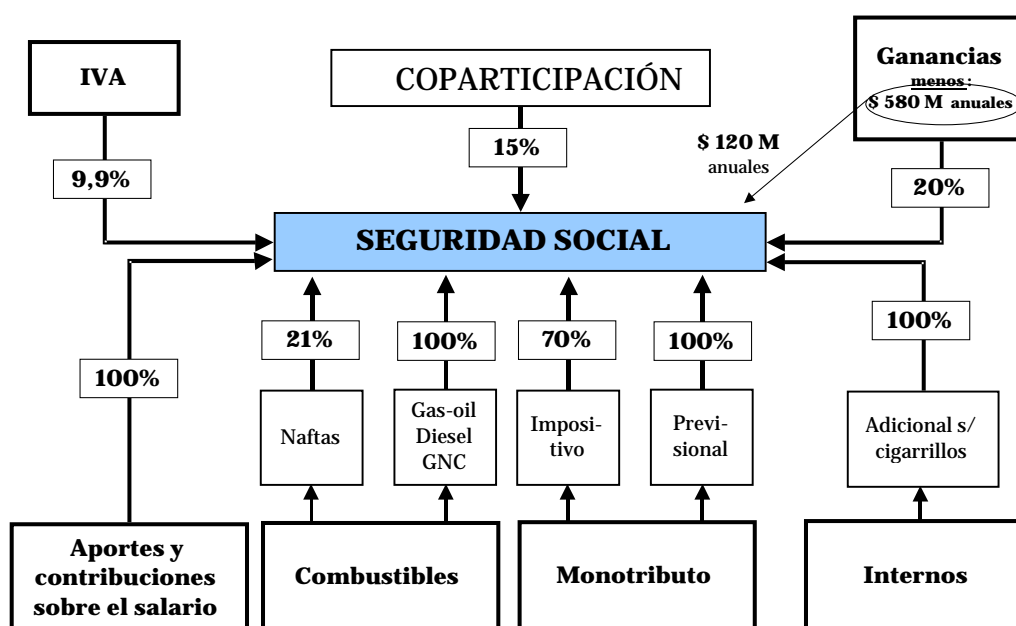 IVA
COPARTICIPACIÓN
Ganancias
menos:
$ 580 M anuales
9,9%
15%
$ 120 M
anuales
20%
SEGURIDAD SOCIAL
21%
100%
70%
100%
100%
100%
Naftas
Gas-oil
Diesel
GNC
Imposi-
tivo
Previ-
sional
Adicional s/
cigarrillos
Aportes y
contribuciones
sobre el salario
Combustibles
Monotributo
Internos